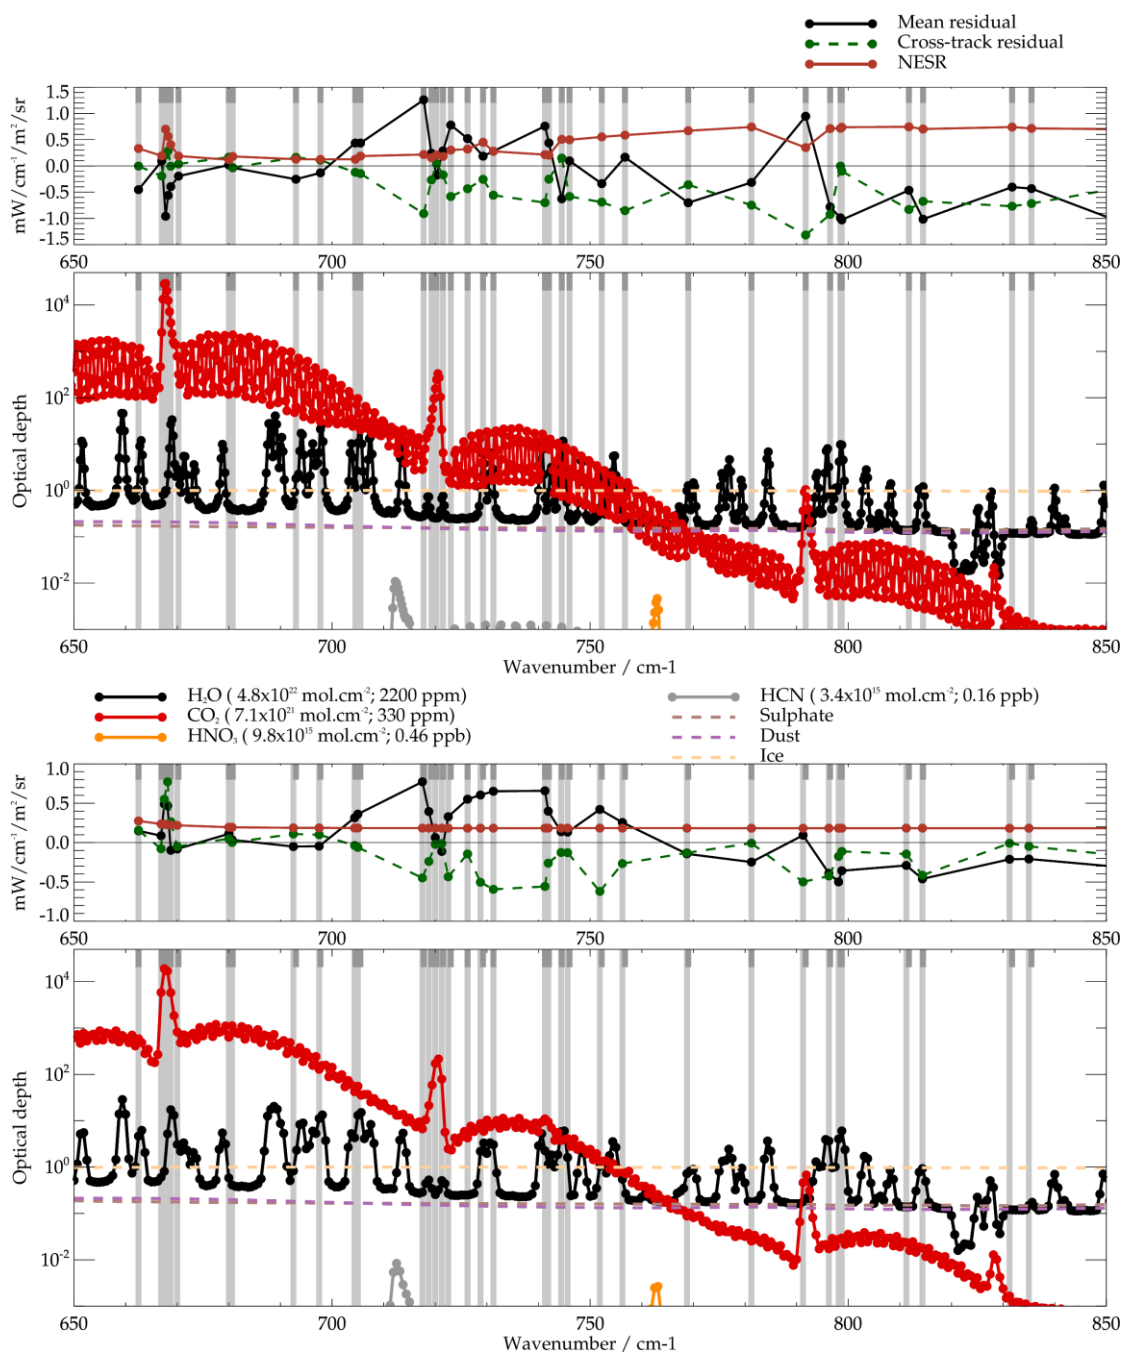 Mean residual
Cross-track residual
NESR
1.5
1.0
0.5
0.0
-0.5
-1.0
-1.5
mW/cm⁻¹/m²/sr
650 700 750 800 850
10⁴
10²
10⁰
10⁻²
Optical depth
650 700 750 800 850
Wavenumber / cm-1
H₂O ( 4.8x10²² mol.cm⁻²; 2200 ppm)
CO₂ ( 7.1x10²¹ mol.cm⁻²; 330 ppm)
HNO₃ ( 9.8x10¹⁵ mol.cm⁻²; 0.46 ppb)
HCN ( 3.4x10¹⁵ mol.cm⁻²; 0.16 ppb)
Sulphate
Dust
Ice
1.0
0.5
0.0
-0.5
-1.0
mW/cm⁻¹/m²/sr
650 700 750 800 850
10⁴
10²
10⁰
10⁻²
Optical depth
650 700 750 800 850
Wavenumber / cm-1